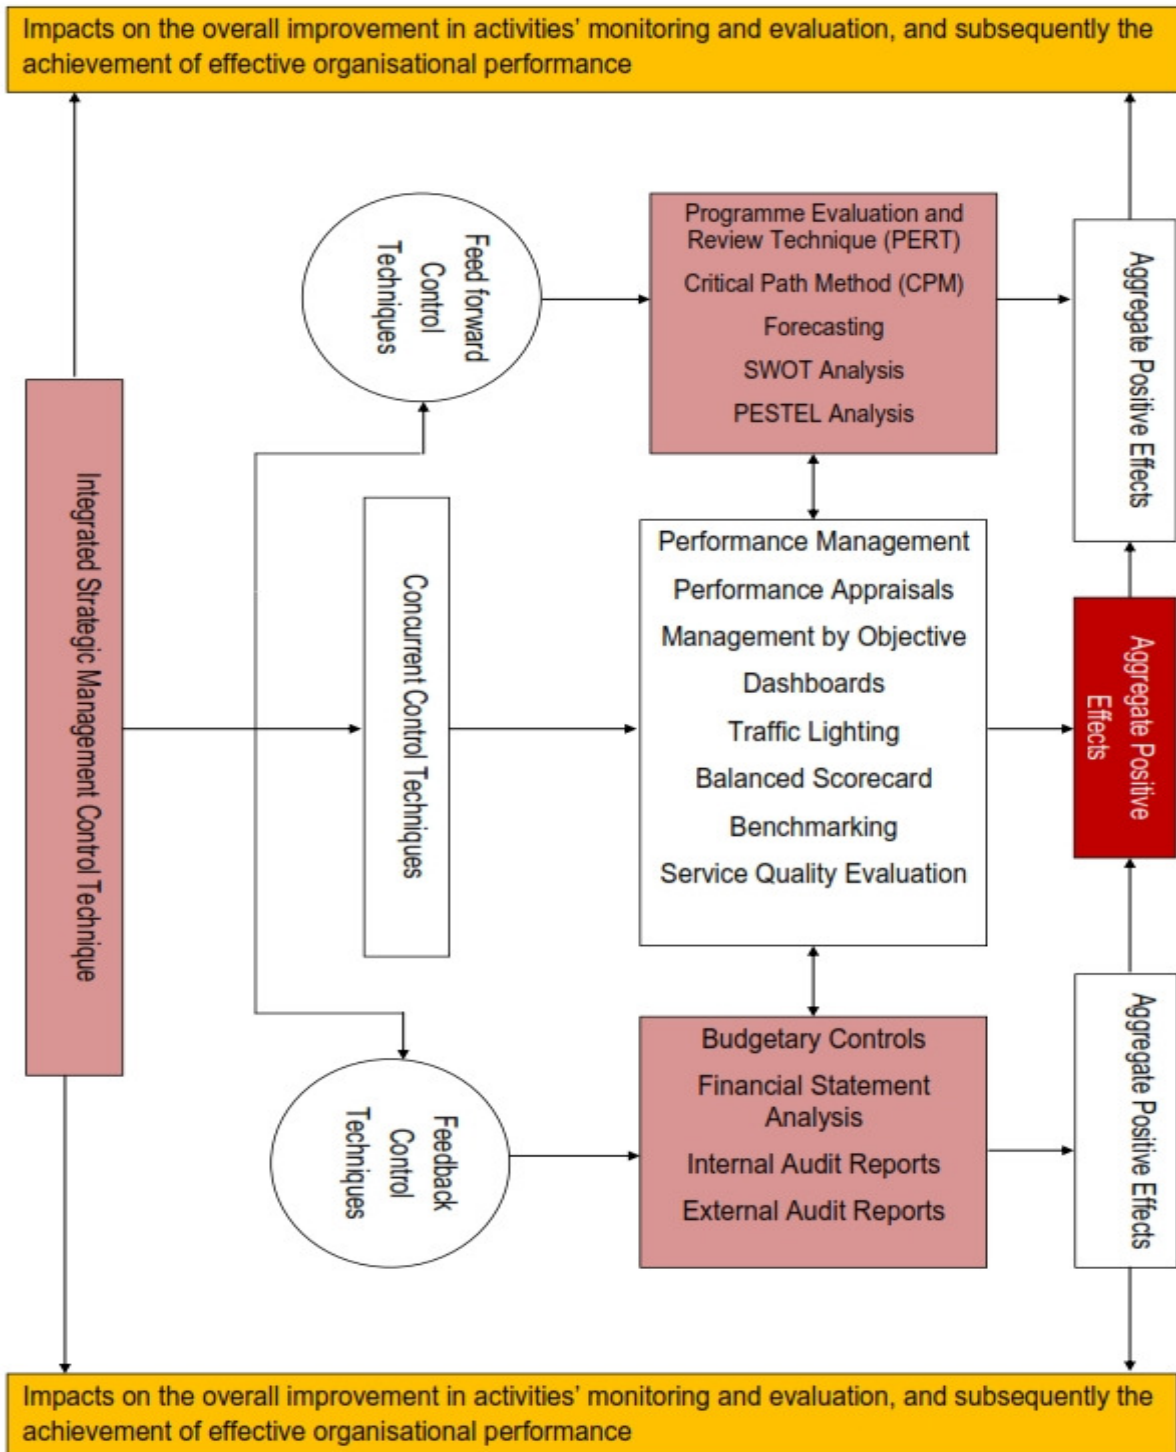 Impacts on the overall improvement in activities’ monitoring and evaluation, and subsequently the
achievement of effective organisational performance
Integrated Strategic Management Control Technique
Feed forward
Control
Techniques
Programme Evaluation and
Review Technique (PERT)
Critical Path Method (CPM)
Forecasting
SWOT Analysis
PESTEL Analysis
Aggregate Positive Effects
Concurrent Control Techniques
Performance Management
Performance Appraisals
Management by Objective
Dashboards
Traffic Lighting
Balanced Scorecard
Benchmarking
Service Quality Evaluation
Aggregate Positive
Effects
Feedback
Control
Techniques
Budgetary Controls
Financial Statement
Analysis
Internal Audit Reports
External Audit Reports
Aggregate Positive Effects
Impacts on the overall improvement in activities’ monitoring and evaluation, and subsequently the
achievement of effective organisational performance